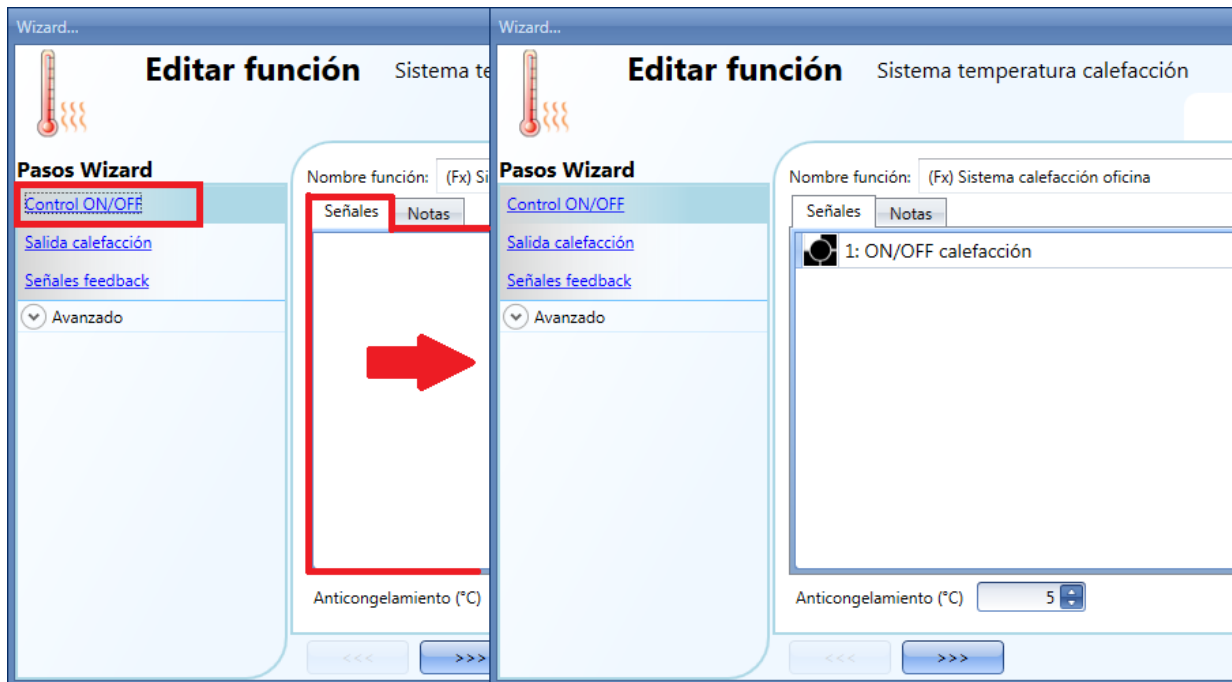 Wizard...
Editar función Sistema te
Pasos Wizard
Control ON/OFF
Salida calefacción
Señales feedback
Avanzado
Nombre función: (Fx) Si
Señales Notas
Anticongelamiento (°C)
<<< >>>
Wizard...
Editar función Sistema temperatura calefacción
Pasos Wizard
Control ON/OFF
Salida calefacción
Señales feedback
Avanzado
Nombre función: (Fx) Sistema calefacción oficina
Señales Notas
1: ON/OFF calefacción
Anticongelamiento (°C) 5
<<< >>>